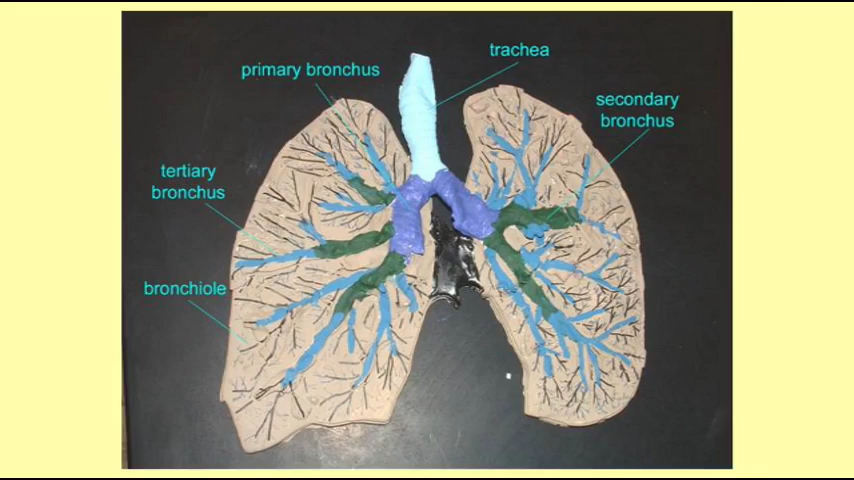 trachea
primary bronchus
secondary
bronchus
tertiary
bronchus
bronchiole